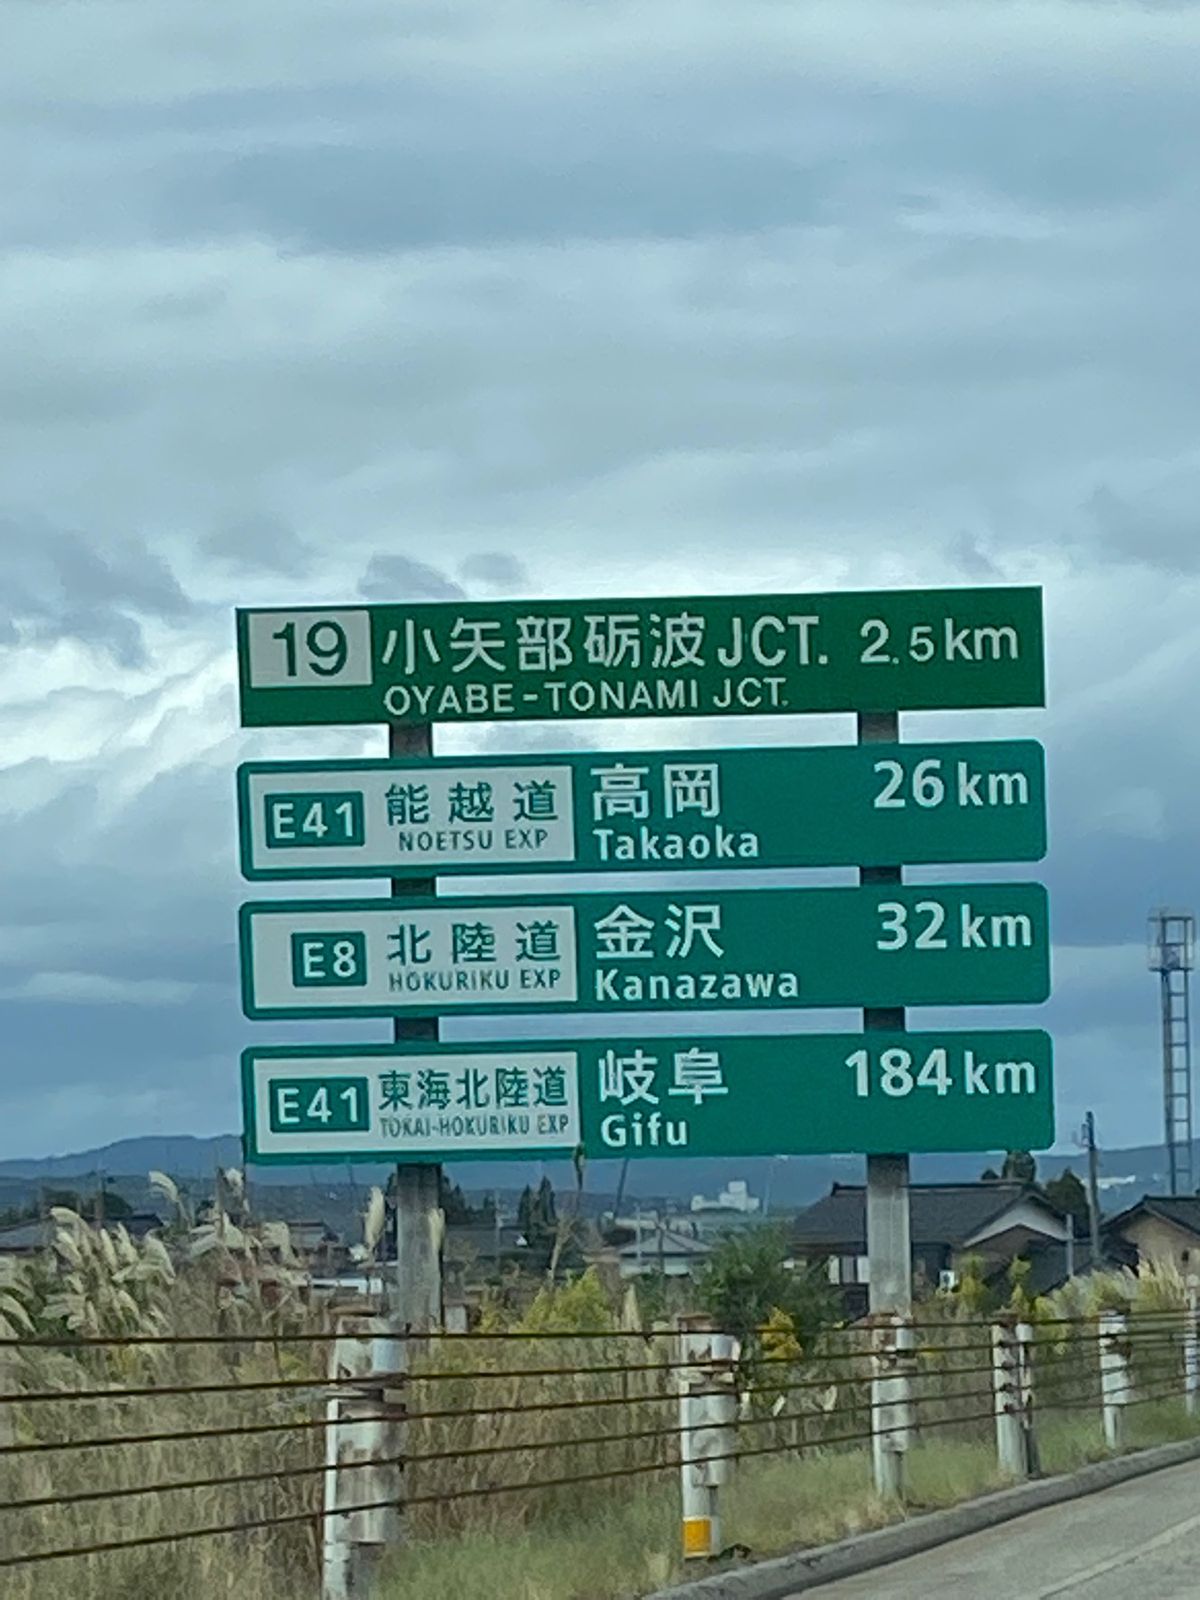 19 小矢部砺波JCT. 2.5km
OYABE-TONAMI JCT.
E41 能越道 高岡 26km
NOETSU EXP Takaoka
E8 北陸道 金沢 32km
HOKURIKU EXP Kanazawa
E41 東海北陸道 岐阜 184km
TOKAI-HOKURIKU EXP Gifu